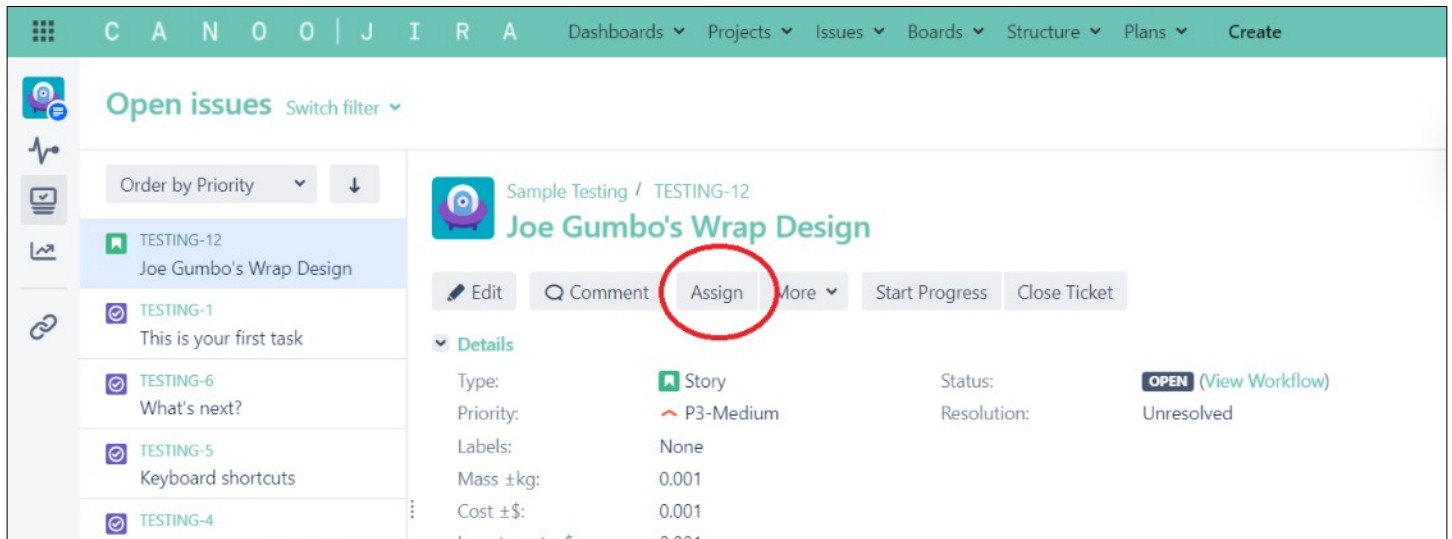 CANOO|JIRA Dashboards Projects Issues Boards Structure Plans Create
Open issues Switch filter
Order by Priority
TESTING-12
Joe Gumbo's Wrap Design
TESTING-1
This is your first task
TESTING-6
What's next?
TESTING-5
Keyboard shortcuts
TESTING-4
Sample Testing / TESTING-12
Joe Gumbo's Wrap Design
Edit Comment Assign More Start Progress Close Ticket
Details
Type: Story Status: OPEN (View Workflow)
Priority: P3-Medium Resolution: Unresolved
Labels: None
Mass ±kg: 0.001
Cost ±$: 0.001